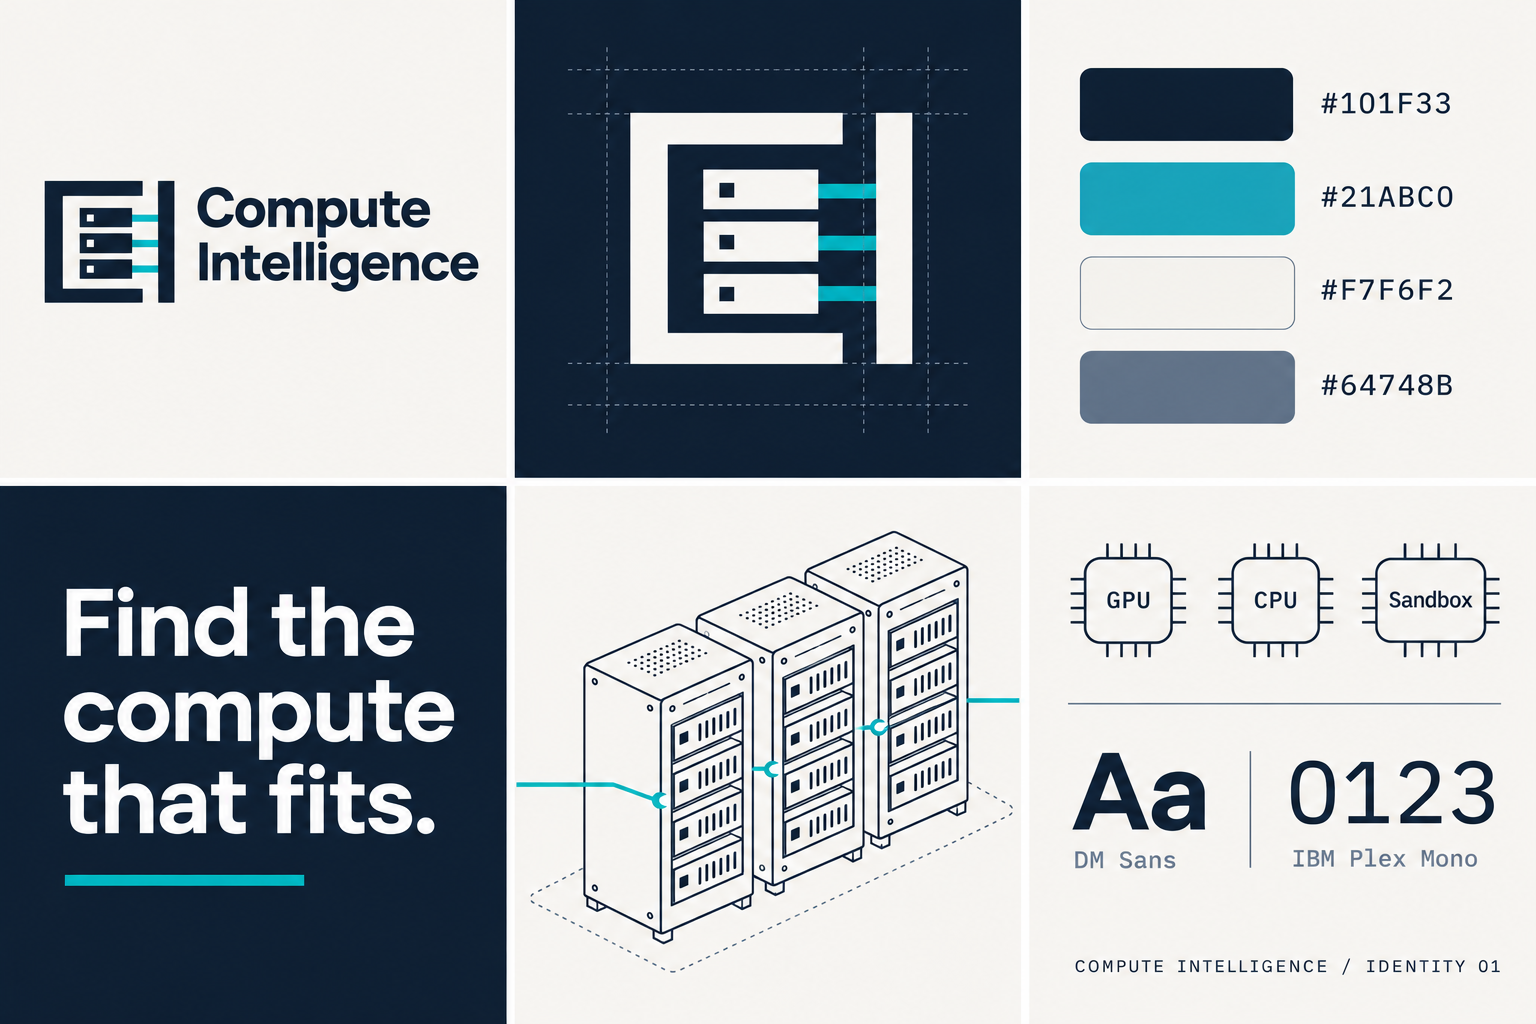 Compute
Intelligence
#101F33
#21ABC0
#F7F6F2
#64748B
Find the
compute
that fits.
GPU
CPU
Sandbox
Aa
DM Sans
0123
IBM Plex Mono
COMPUTE INTELLIGENCE / IDENTITY 01